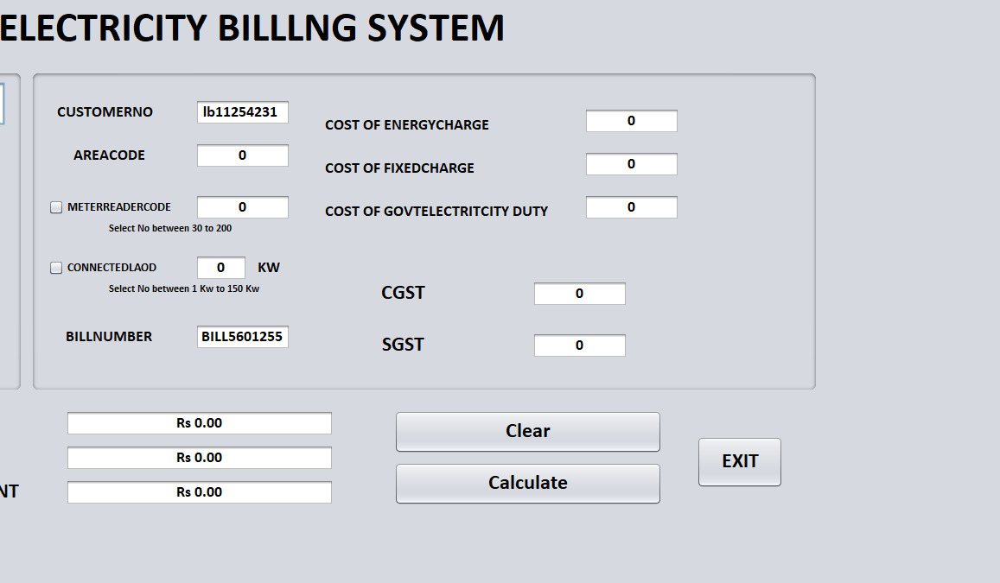 ELECTRICITY BILLLNG SYSTEM
CUSTOMERNO lb11254231
COST OF ENERGYCHARGE 0
AREACODE 0
COST OF FIXEDCHARGE 0
METERREADERCODE 0
COST OF GOVTELECTRITCITY DUTY 0
Select No between 30 to 200
CONNECTEDLAOD 0 KW
Select No between 1 Kw to 150 Kw
CGST 0
BILLNUMBER BILL5601255
SGST 0
Rs 0.00
Clear
Rs 0.00
EXIT
Calculate
NT Rs 0.00